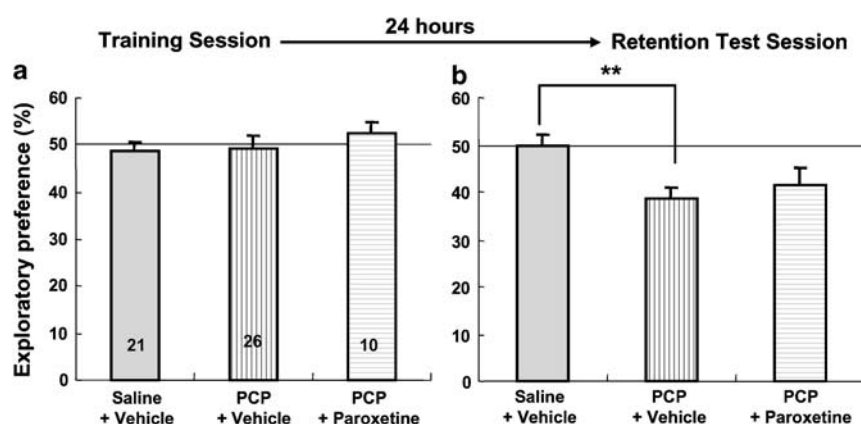 24 hours
Training Session
Retention Test Session
a
Exploratory preference (%)
60
50
40
30
20
10
0
21
26
10
Saline
+ Vehicle
PCP
+ Vehicle
PCP
+ Paroxetine
b
**
60
50
40
30
20
10
0
Saline
+ Vehicle
PCP
+ Vehicle
PCP
+ Paroxetine